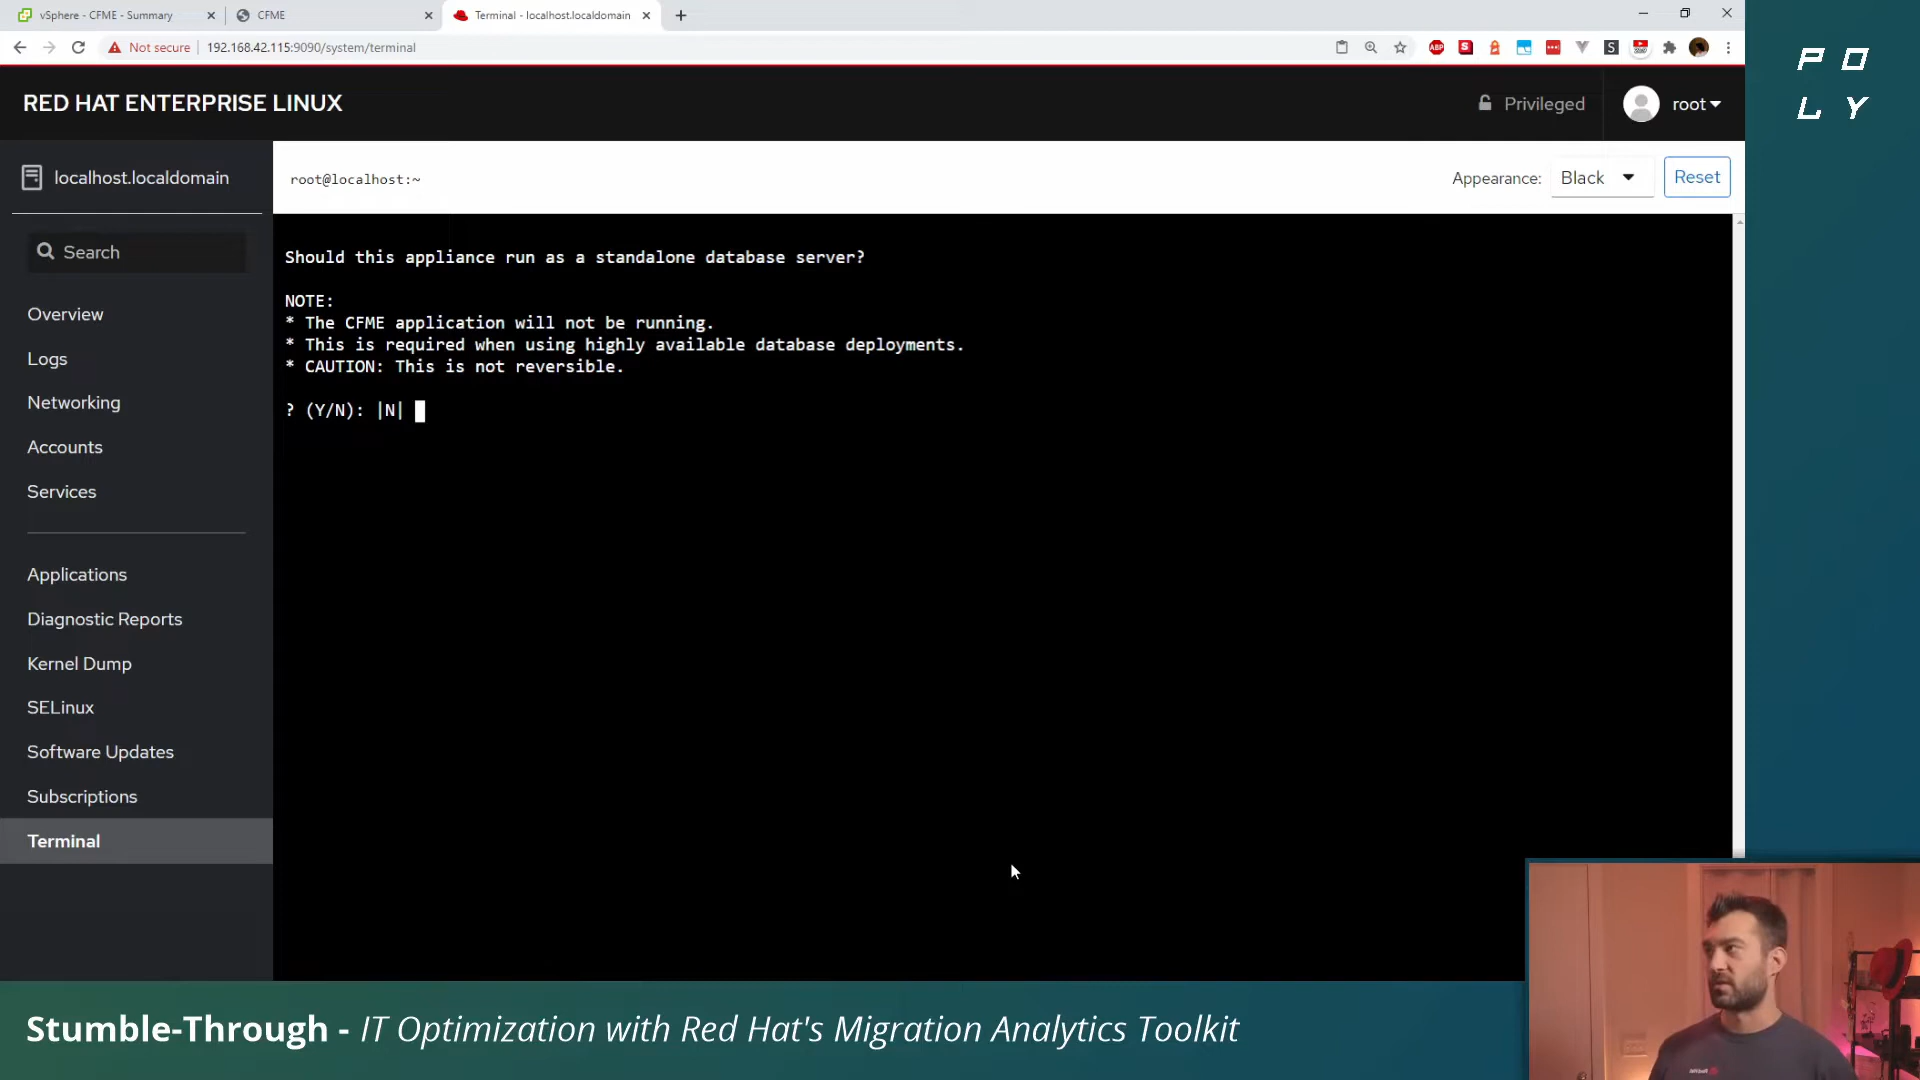 vSphere - CFME - Summary
CFME
Terminal - localhost.localdomain
Not secure
192.168.42.115:9090/system/terminal
ABP
S
S
RED HAT ENTERPRISE LINUX
Privileged
root
localhost.localdomain
root@localhost:~
Appearance:
Black
Reset
Search
Overview
Logs
Networking
Accounts
Services
Applications
Diagnostic Reports
Kernel Dump
SELinux
Software Updates
Subscriptions
Terminal
Should this appliance run as a standalone database server?
NOTE:
* The CFME application will not be running.
* This is required when using highly available database deployments.
* CAUTION: This is not reversible.
? (Y/N): |N|
PO
LY
Stumble-Through - IT Optimization with Red Hat's Migration Analytics Toolkit